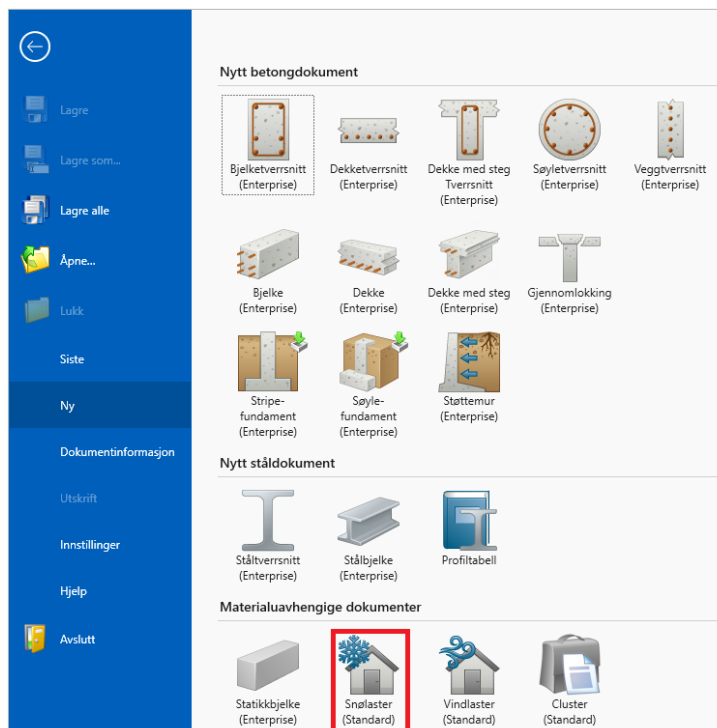 Lagre
Lagre som...
Lagre alle
Åpne...
Lukk
Siste
Ny
Dokumentinformasjon
Utskrift
Innstillinger
Hjelp
Avslutt
Nytt betongdokument
Bjelketverrsnitt
(Enterprise)
Dekketverrsnitt
(Enterprise)
Dekke med steg
Tverrsnitt
(Enterprise)
Søyletverrsnitt
(Enterprise)
Veggtverrsnitt
(Enterprise)
Bjelke
(Enterprise)
Dekke
(Enterprise)
Dekke med steg
(Enterprise)
Gjennomlokking
(Enterprise)
Stripe-
fundament
(Enterprise)
Søyle-
fundament
(Enterprise)
Støttemur
(Enterprise)
Nytt ståldokument
Ståltverrsnitt
(Enterprise)
Stålbjelke
(Enterprise)
Profiltabell
Materialuavhengige dokumenter
Statikkbjelke
(Enterprise)
Snølaster
(Standard)
Vindlaster
(Standard)
Cluster
(Standard)